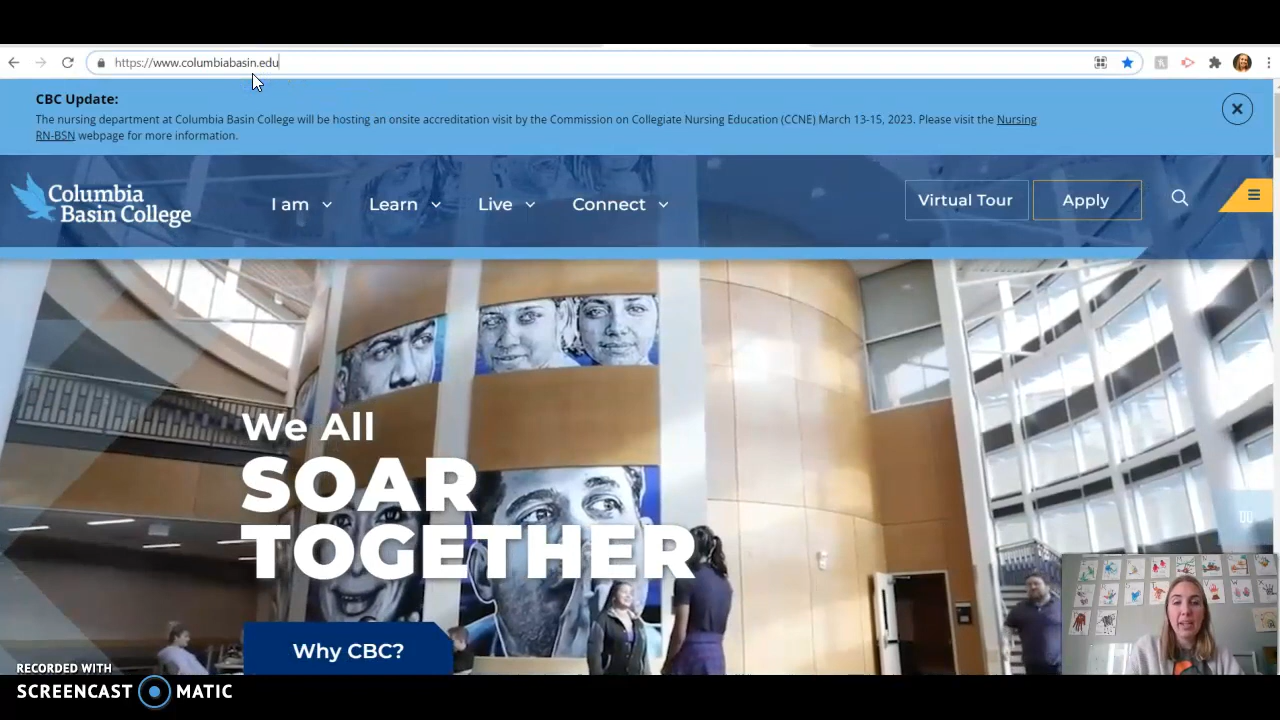 https://www.columbiabasin.edu
CBC Update:
The nursing department at Columbia Basin College will be hosting an onsite accreditation visit by the Commission on Collegiate Nursing Education (CCNE) March 13-15, 2023. Please visit the Nursing
RN-BSN webpage for more information.
Columbia
Basin College
I am
Learn
Live
Connect
Virtual Tour
Apply
We All
SOAR
TOGETHER
Why CBC?
RECORDED WITH
SCREENCAST MATIC